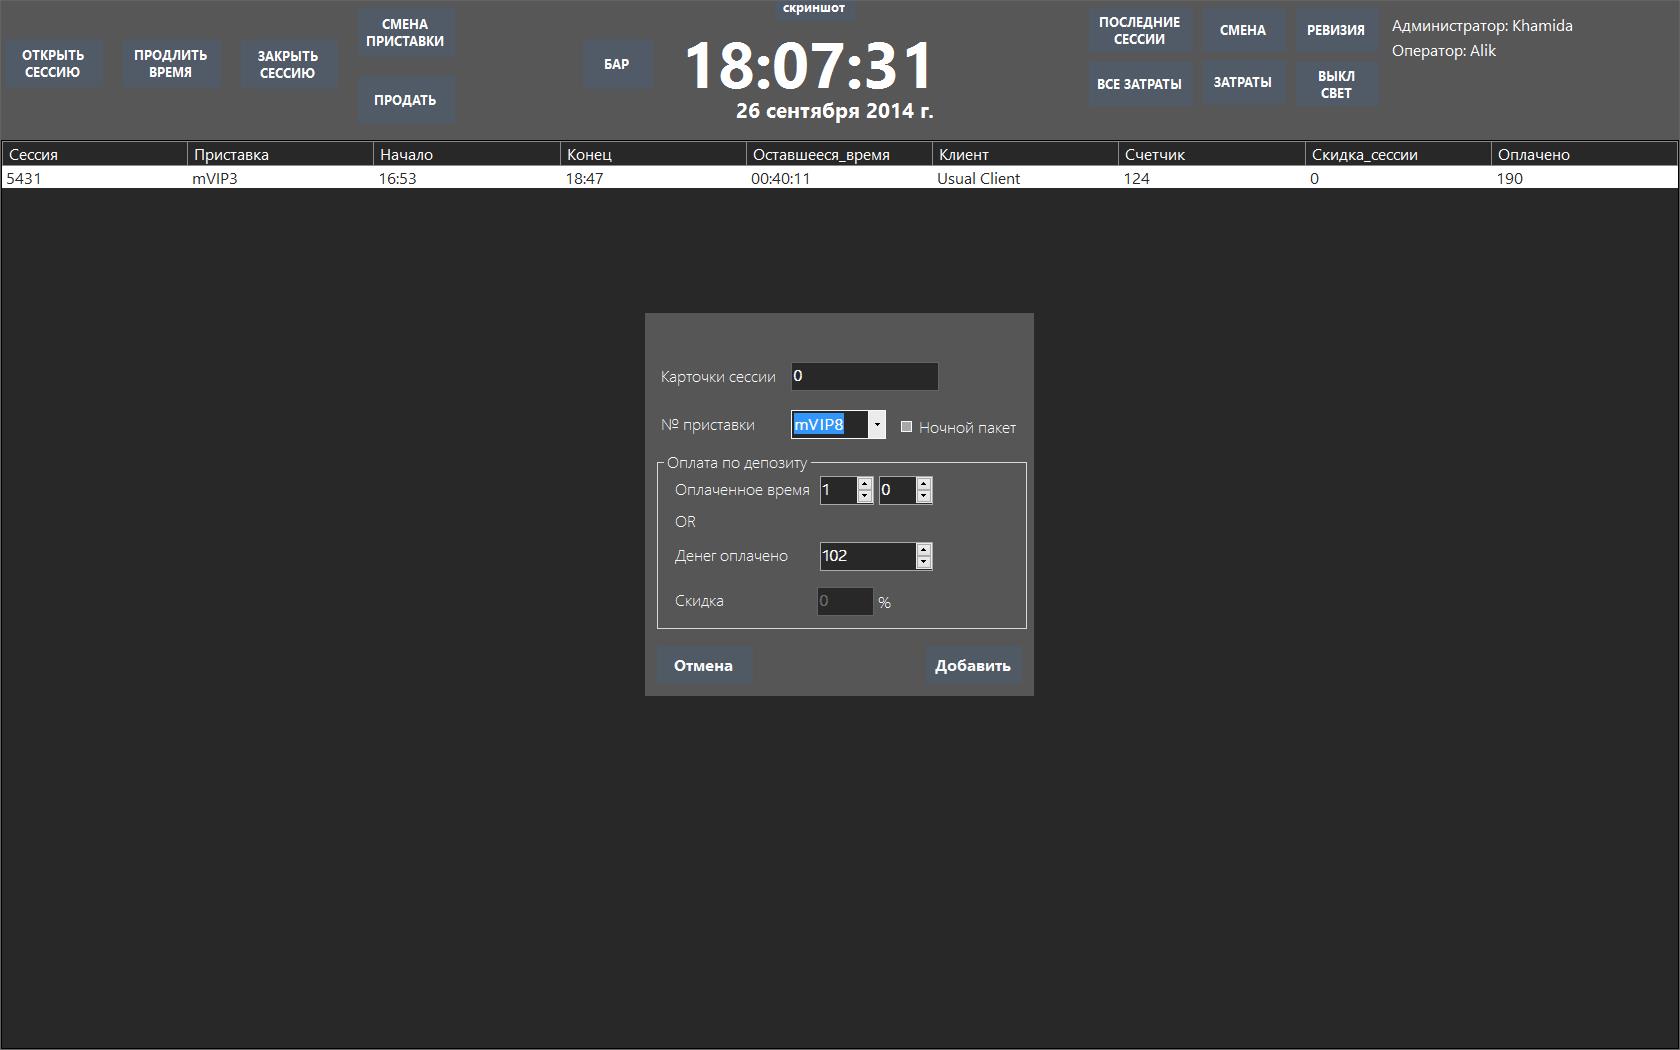 скриншот
ОТКРЫТЬ
СЕССИЮ
ПРОДЛИТЬ
ВРЕМЯ
ЗАКРЫТЬ
СЕССИЮ
СМЕНА
ПРИСТАВКИ
ПРОДАТЬ
БАР
18:07:31
26 сентября 2014 г.
ПОСЛЕДНИЕ
СЕССИИ
СМЕНА
РЕВИЗИЯ
ВСЕ ЗАТРАТЫ
ЗАТРАТЫ
ВЫКЛ
СВЕТ
Администратор: Khamida
Оператор: Alik
Сессия Приставка Начало Конец Оставшееся_время Клиент Счетчик Скидка_сессии Оплачено
5431 mVIP3 16:53 18:47 00:40:11 Usual Client 124 0 190
Карточки сессии 0
№ приставки mVIP8 Ночной пакет
Оплата по депозиту
Оплаченное время 1 0
OR
Денег оплачено 102
Скидка 0 %
Отмена Добавить